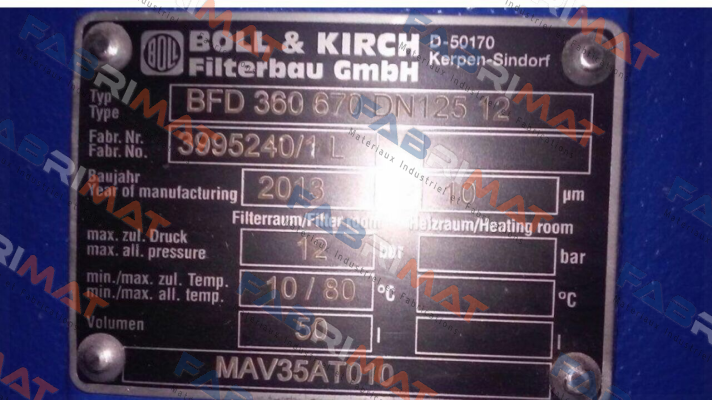 BOLL
BOLL & KIRCH
Filterbau GmbH
D-50170
Kerpen-Sindorf
Typ
Type
BFD 360 670 DN125 12
Fabr. Nr.
Fabr. No.
3995240/1 L
Baujahr
Year of manufacturing
2013
10
µm
Filterraum/Filter
Heizraum/Heating room
max. zul. Druck
max. all. pressure
12
bar
bar
min./max. zul. Temp.
min./max. all. temp.
10 / 80
°C
°C
Volumen
50
l
l
MAV35AT010
FABRIMAT